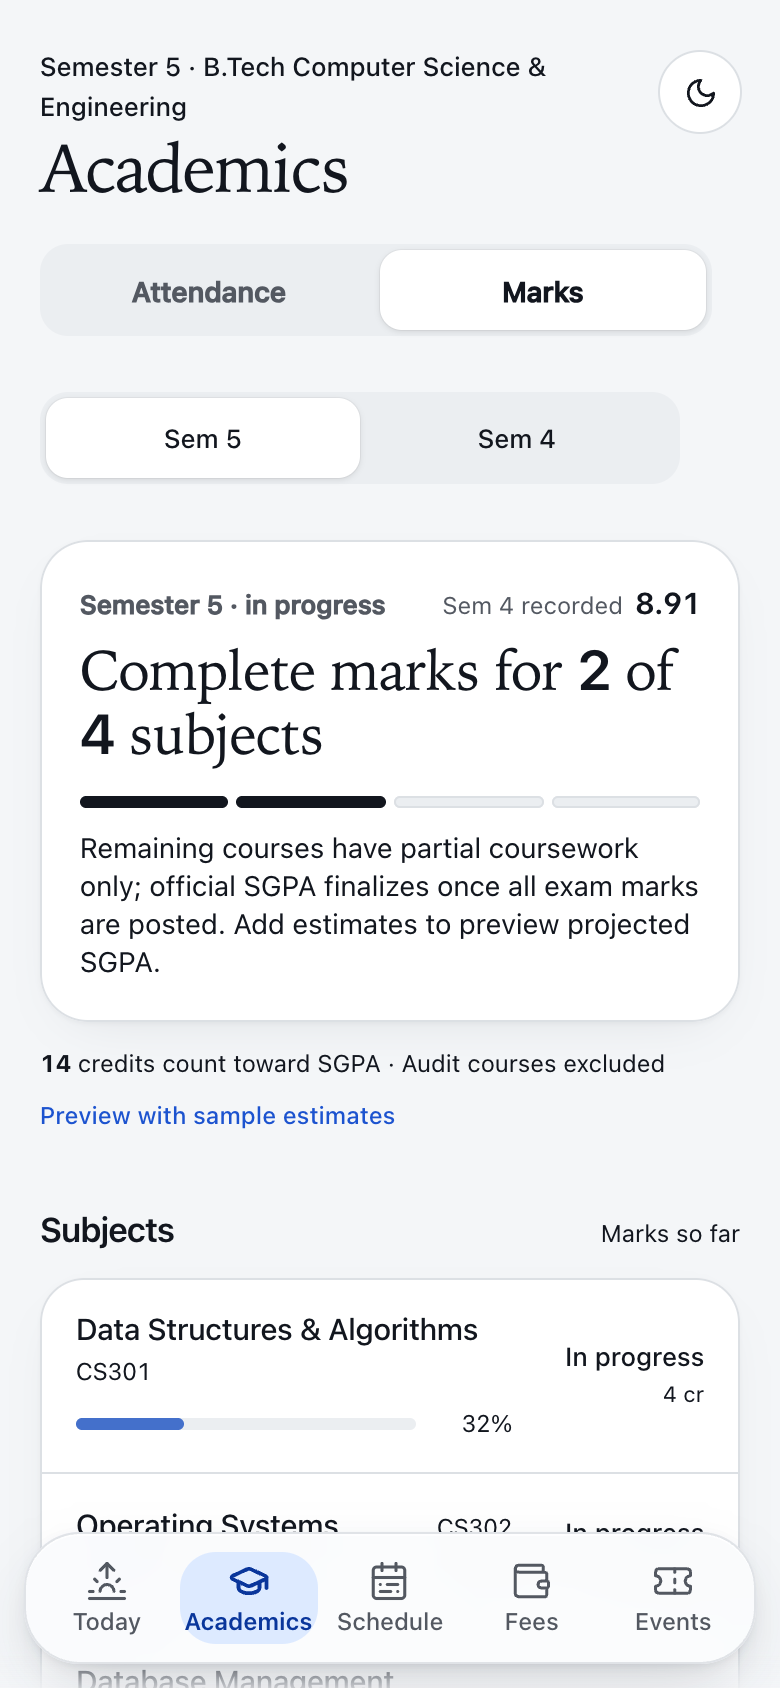 Semester 5 · B.Tech Computer Science &
Engineering
Academics
Attendance
Marks
Sem 5
Sem 4
Semester 5 · in progress
Sem 4 recorded 8.91
Complete marks for 2 of
4 subjects
Remaining courses have partial coursework
only; official SGPA finalizes once all exam marks
are posted. Add estimates to preview projected
SGPA.
14 credits count toward SGPA · Audit courses excluded
Preview with sample estimates
Subjects
Marks so far
Data Structures & Algorithms
CS301
In progress
4 cr
32%
Operating Systems
CS302
In progress
Today
Academics
Schedule
Fees
Events
Database Management